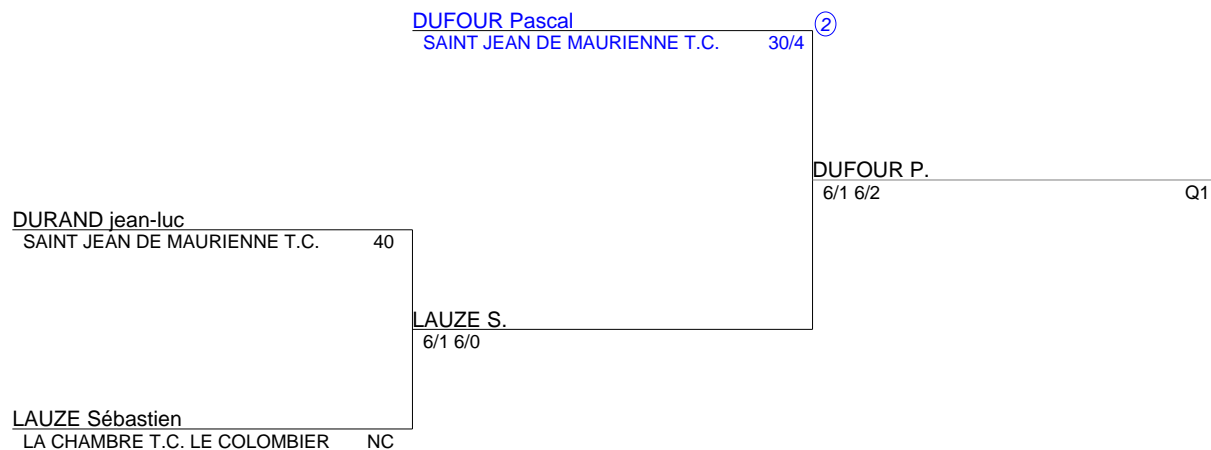 DUFOUR Pascal 2
SAINT JEAN DE MAURIENNE T.C. 30/4
DUFOUR P.
6/1 6/2 Q1
DURAND jean-luc
SAINT JEAN DE MAURIENNE T.C. 40
LAUZE S.
6/1 6/0
LAUZE Sébastien
LA CHAMBRE T.C. LE COLOMBIER NC